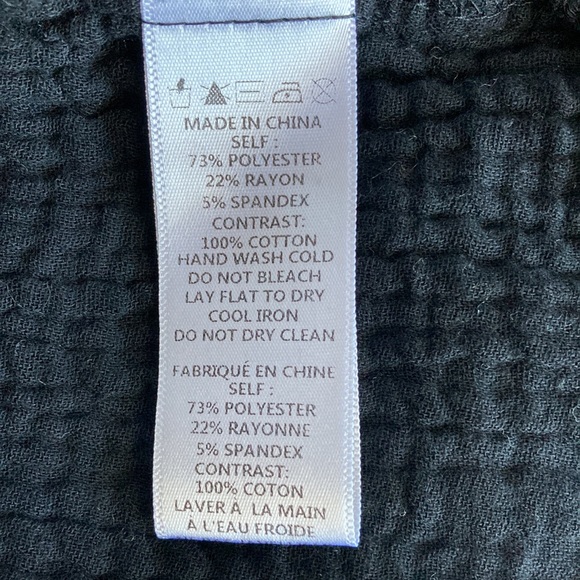 MADE IN CHINA
SELF :
73% POLYESTER
22% RAYON
5% SPANDEX
CONTRAST:
100% COTTON
HAND WASH COLD
DO NOT BLEACH
LAY FLAT TO DRY
COOL IRON
DO NOT DRY CLEAN
FABRIQUÉ EN CHINE
SELF :
73% POLYESTER
22% RAYONNE
5% SPANDEX
CONTRAST:
100% COTON
LAVER À LA MAIN
À L'EAU FROIDE